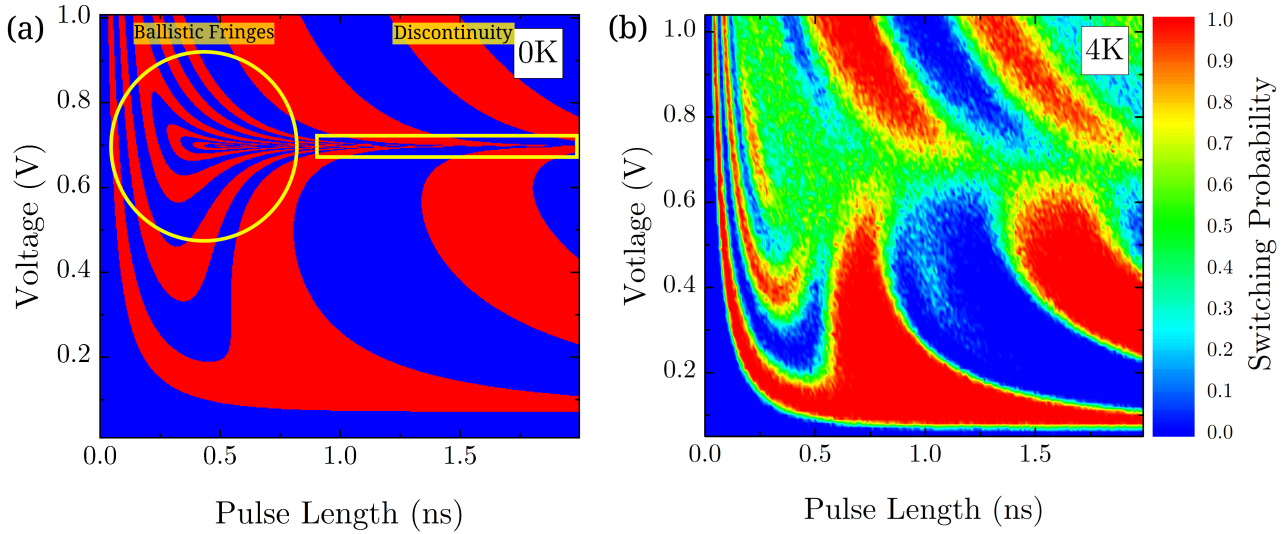 (a)
Ballistic Fringes
Discontinuity
0K
1.0
0.8
0.6
0.4
0.2
Voltage (V)
0.0
0.5
1.0
1.5
Pulse Length (ns)
(b)
4K
1.0
0.8
0.6
0.4
0.2
Votlage (V)
0.0
0.5
1.0
1.5
Pulse Length (ns)
1.0
0.9
0.8
0.7
0.6
0.5
0.4
0.3
0.2
0.1
0.0
Switching Probability